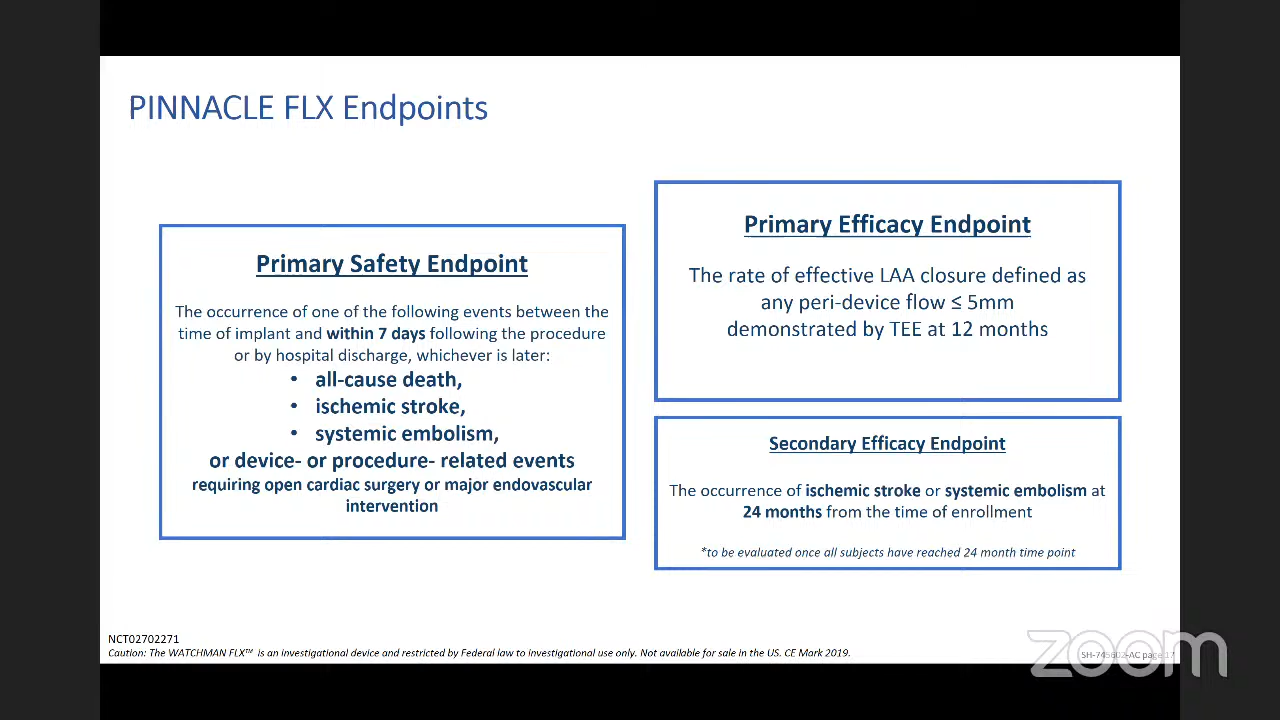 PINNACLE FLX Endpoints
Primary Safety Endpoint
The occurrence of one of the following events between the
time of implant and within 7 days following the procedure
or by hospital discharge, whichever is later:
• all-cause death,
• ischemic stroke,
• systemic embolism,
or device- or procedure- related events
requiring open cardiac surgery or major endovascular
intervention
Primary Efficacy Endpoint
The rate of effective LAA closure defined as
any peri-device flow ≤ 5mm
demonstrated by TEE at 12 months
Secondary Efficacy Endpoint
The occurrence of ischemic stroke or systemic embolism at
24 months from the time of enrollment
*to be evaluated once all subjects have reached 24 month time point
NCT02702271
Caution: The WATCHMAN FLX™ is an investigational device and restricted by Federal law to investigational use only. Not available for sale in the US. CE Mark 2019.
SH-745602-AC page 17
zoom